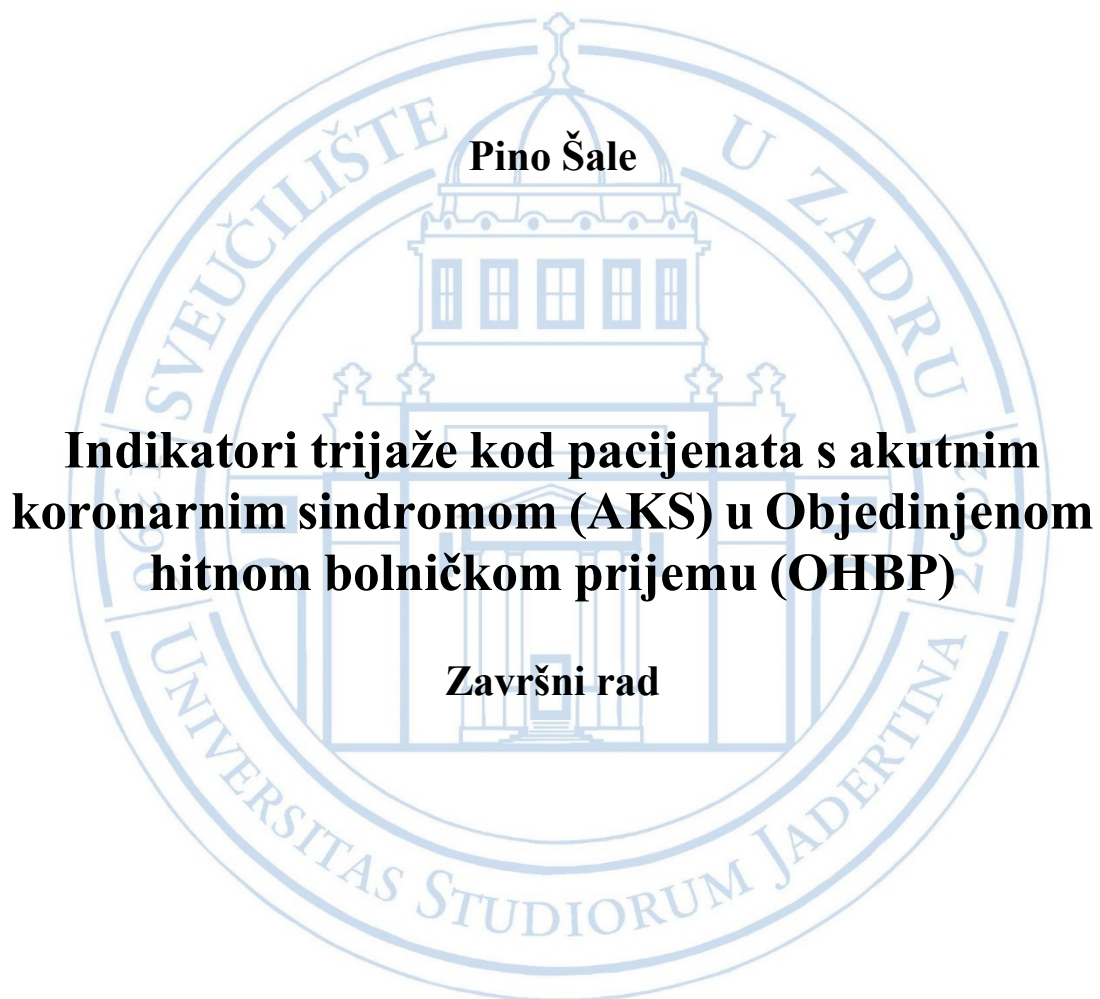 Pino Šale
Indikatori trijaže kod pacijenata s akutnim
koronarnim sindromom (AKS) u Objedinjenom
hitnom bolničkom prijemu (OHBP)
Završni rad
SVEUČILIŠTE U ZADRU
UNIVERSITAS STUDIORUM JADERTINA